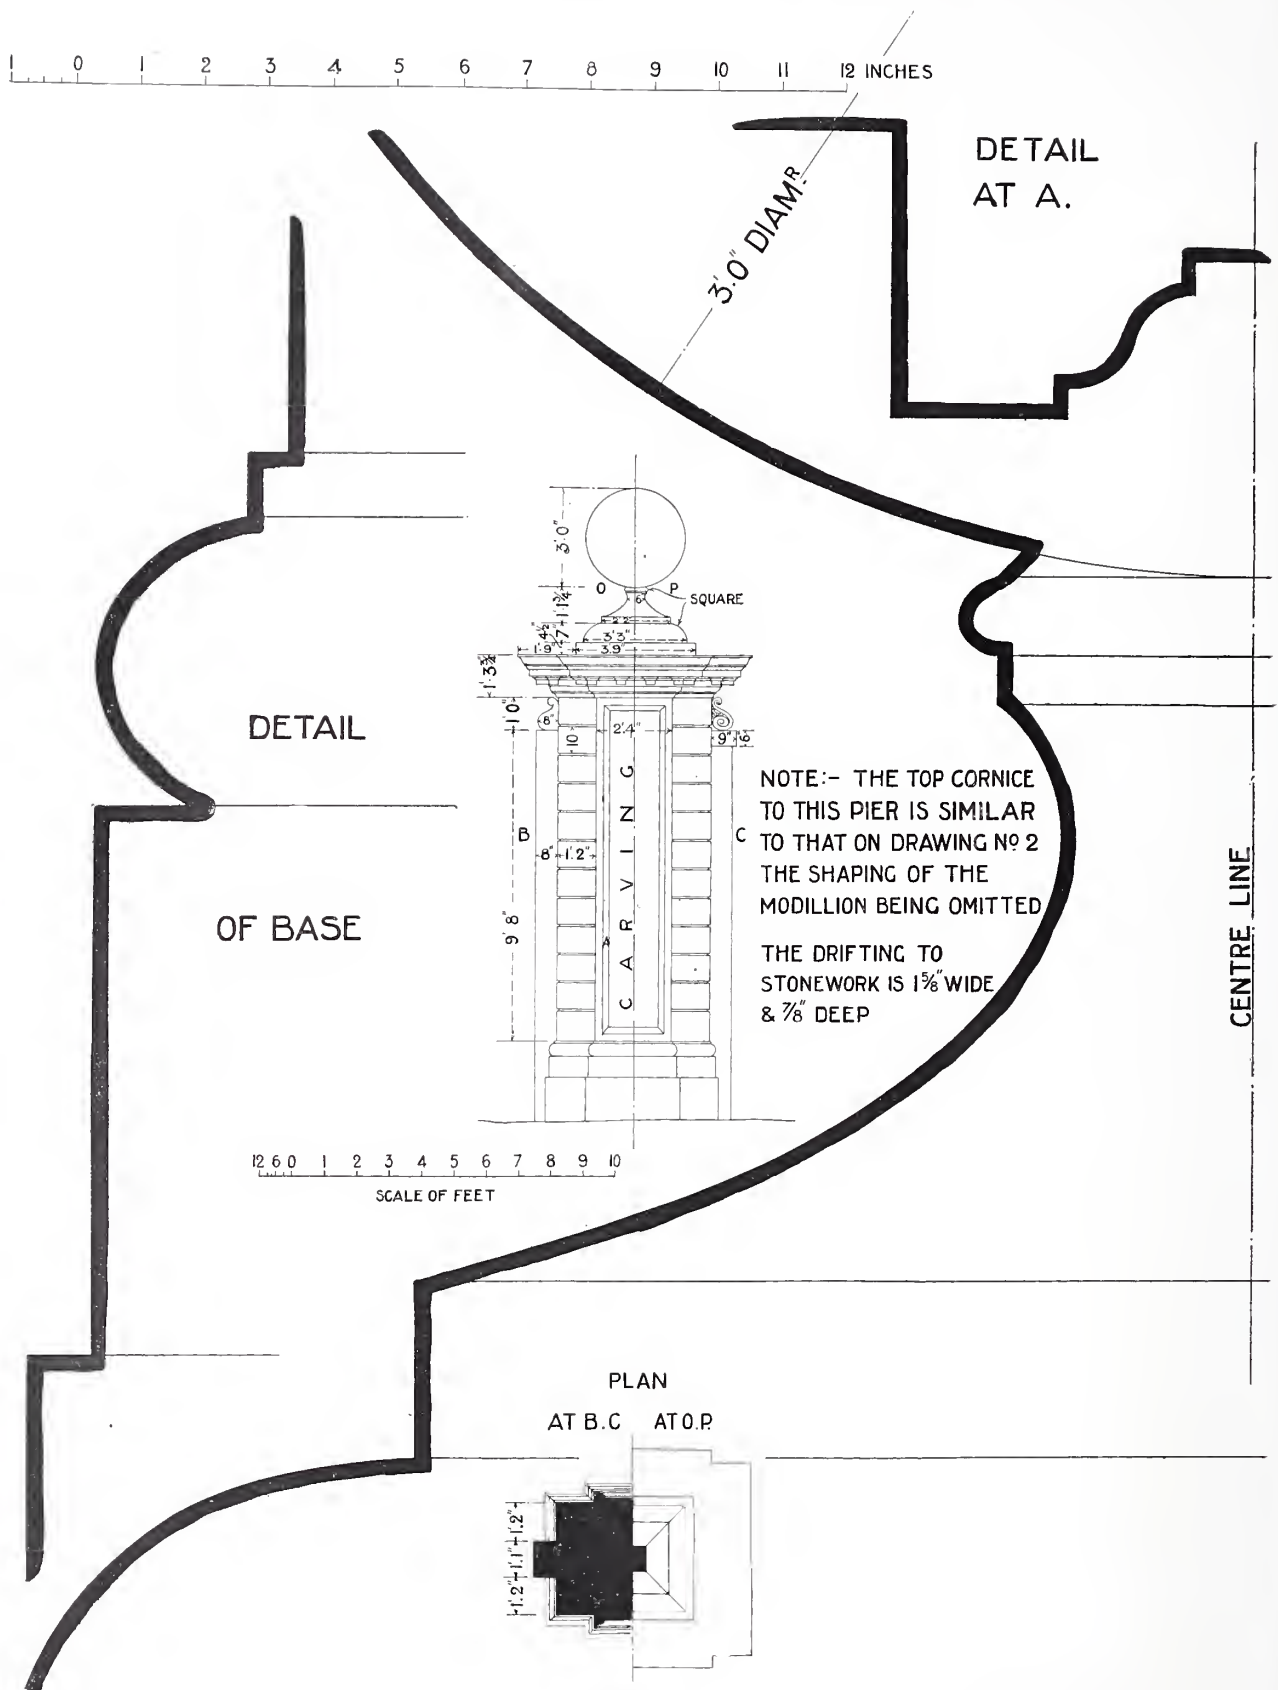 1 0 1 2 3 4 5 6 7 8 9 10 11 12 INCHES
DETAIL
AT A.
3'.0" DIAMR.
3'.0"
O P
6"
SQUARE
1'.1¾"
2'.2"
7"
4½"
3'.3"
1'.9" 3'.9"
1'.3¾"
1'.0"
8"
2'.4"
10"
9" 6"
DETAIL
OF BASE
CARVING
B C
8" 1'.2"
9'.8"
A
NOTE:- THE TOP CORNICE
TO THIS PIER IS SIMILAR
TO THAT ON DRAWING Nº 2
THE SHAPING OF THE
MODILLION BEING OMITTED
THE DRIFTING TO
STONEWORK IS 1⅝" WIDE
& ⅞" DEEP
CENTRE LINE
12 6 0 1 2 3 4 5 6 7 8 9 10
SCALE OF FEET
PLAN
AT B.C AT O.P.
1'.2"
1'.1"
1'.2"